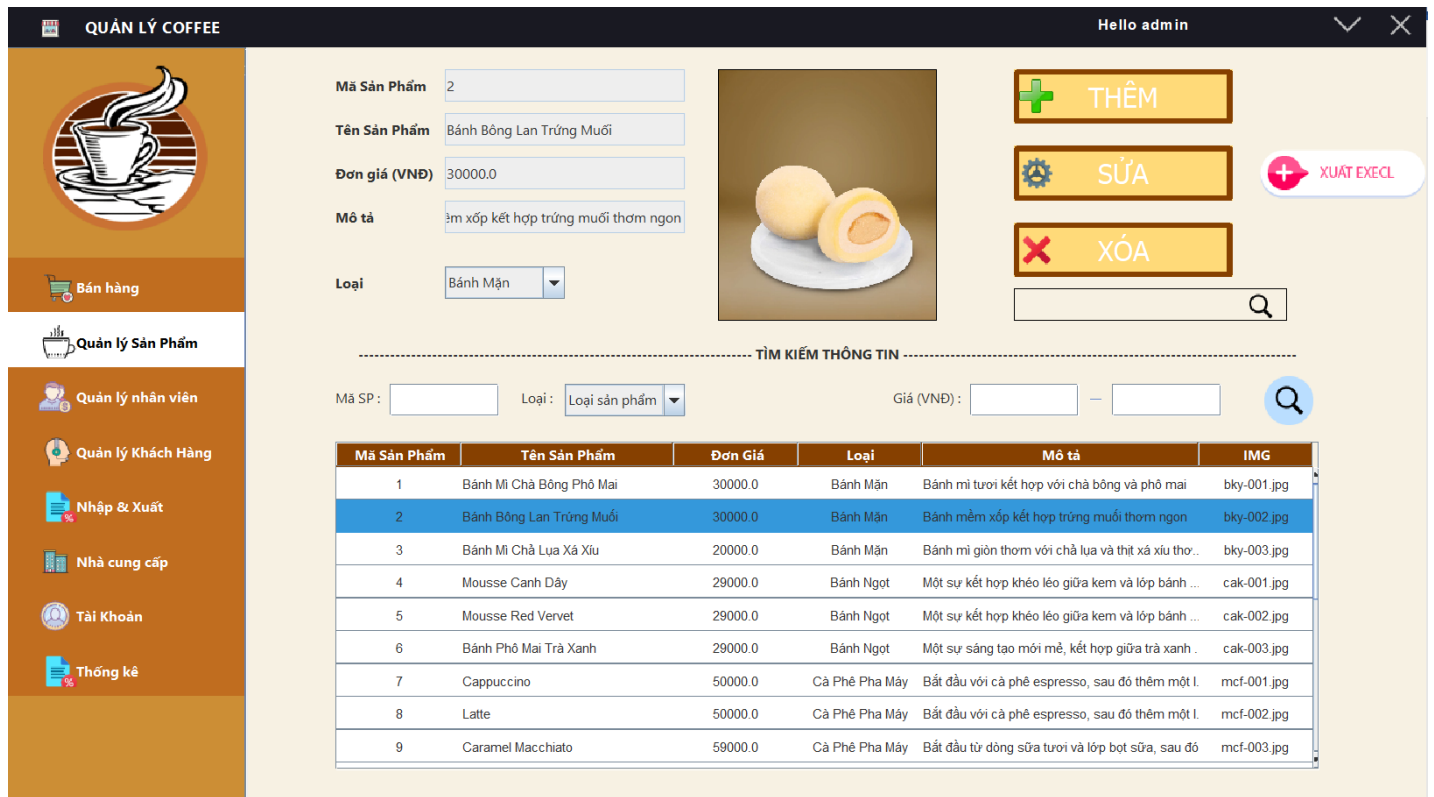 QUẢN LÝ COFFEE
Hello admin
Bán hàng
Quản lý Sản Phẩm
Quản lý nhân viên
Quản lý Khách Hàng
Nhập & Xuất
Nhà cung cấp
Tài Khoản
Thống kê
Mã Sản Phẩm 2
Tên Sản Phẩm Bánh Bông Lan Trứng Muối
Đơn giá (VNĐ) 30000.0
Mô tả xốp kết hợp trứng muối thơm ngon
Loại Bánh Mặn
THÊM
SỬA
XÓA
XUẤT EXECL
TÌM KIẾM THÔNG TIN
Mã SP : Loại : Loại sản phẩm Giá (VNĐ) : —
Mã Sản Phẩm Tên Sản Phẩm Đơn Giá Loại Mô tả IMG
1 Bánh Mì Chà Bông Phô Mai 30000.0 Bánh Mặn Bánh mì tươi kết hợp với chà bông và phô mai bky-001.jpg
2 Bánh Bông Lan Trứng Muối 30000.0 Bánh Mặn Bánh mềm xốp kết hợp trứng muối thơm ngon bky-002.jpg
3 Bánh Mì Chả Lụa Xá Xíu 20000.0 Bánh Mặn Bánh mì giòn thơm với chả lụa và thịt xá xíu thơ.. bky-003.jpg
4 Mousse Canh Dây 29000.0 Bánh Ngọt Một sự kết hợp khéo léo giữa kem và lớp bánh ... cak-001.jpg
5 Mousse Red Vervet 29000.0 Bánh Ngọt Một sự kết hợp khéo léo giữa kem và lớp bánh ... cak-002.jpg
6 Bánh Phô Mai Trà Xanh 29000.0 Bánh Ngọt Một sự sáng tạo mới mẻ, kết hợp giữa trà xanh . cak-003.jpg
7 Cappuccino 50000.0 Cà Phê Pha Máy Bắt đầu với cà phê espresso, sau đó thêm một l. mcf-001.jpg
8 Latte 50000.0 Cà Phê Pha Máy Bắt đầu với cà phê espresso, sau đó thêm một l. mcf-002.jpg
9 Caramel Macchiato 59000.0 Cà Phê Pha Máy Bắt đầu từ dòng sữa tươi và lớp bọt sữa, sau đó mcf-003.jpg